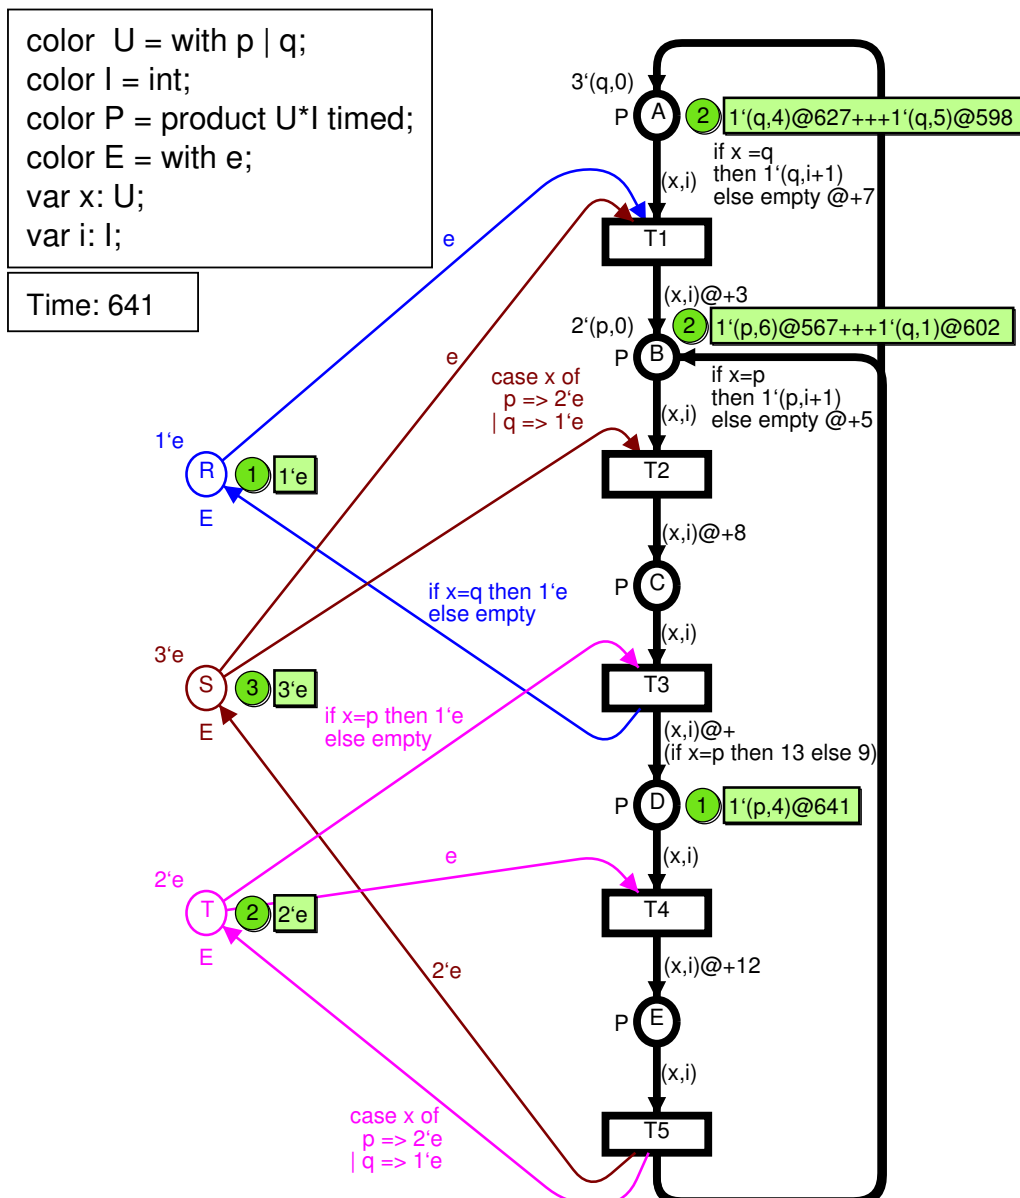 color U = with p | q;
color I = int;
color P = product U*I timed;
color E = with e;
var x: U;
var i: I;
Time: 641
3‘(q,0)
P
A
2
1‘(q,4)@627+++1‘(q,5)@598
if x =q
then 1‘(q,i+1)
else empty @+7
(x,i)
T1
e
(x,i)@+3
2‘(p,0)
P
B
2
1‘(p,6)@567+++1‘(q,1)@602
if x=p
then 1‘(p,i+1)
else empty @+5
e
case x of
p => 2‘e
| q => 1‘e
(x,i)
T2
1‘e
R
1
1‘e
E
(x,i)@+8
P
C
if x=q then 1‘e
else empty
(x,i)
3‘e
S
3
3‘e
E
T3
if x=p then 1‘e
else empty
(x,i)@+
(if x=p then 13 else 9)
P
D
1
1‘(p,4)@641
e
(x,i)
2‘e
T
2
2‘e
E
T4
2‘e
(x,i)@+12
P
E
(x,i)
case x of
p => 2‘e
| q => 1‘e
T5